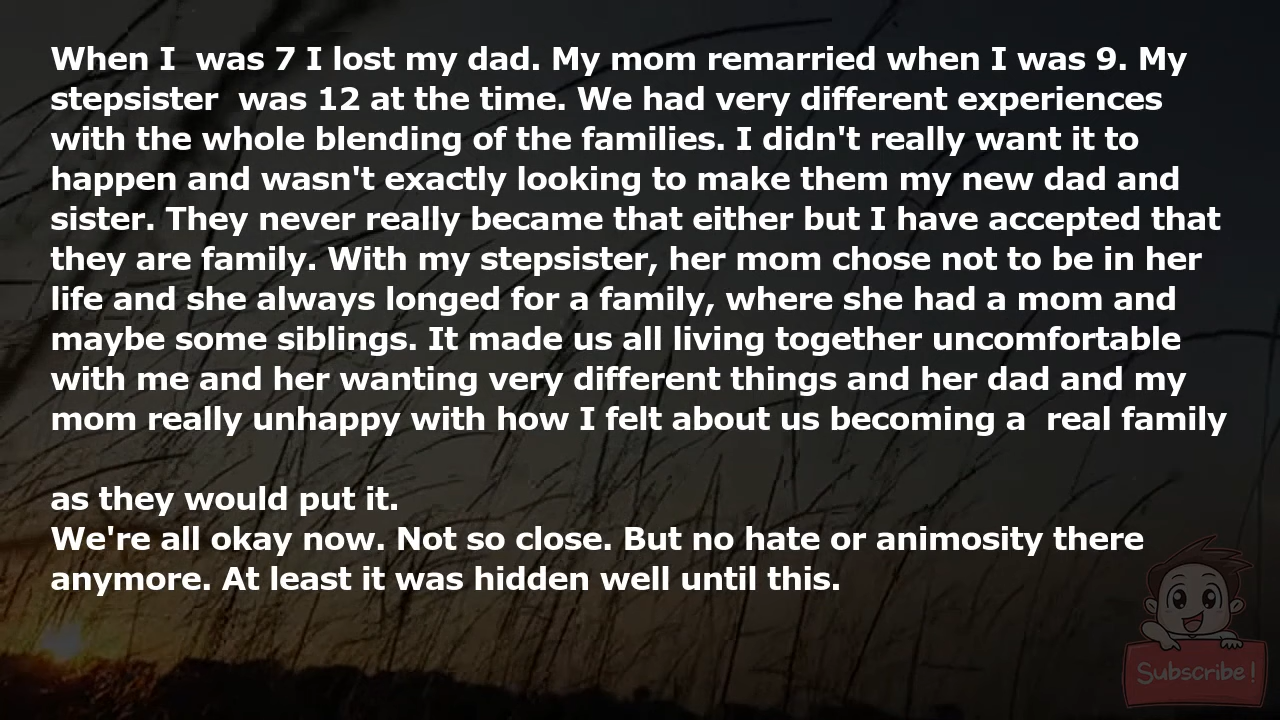 When I  was 7 I lost my dad. My mom remarried when I was 9. My
stepsister  was 12 at the time. We had very different experiences
with the whole blending of the families. I didn't really want it to
happen and wasn't exactly looking to make them my new dad and
sister. They never really became that either but I have accepted that
they are family. With my stepsister, her mom chose not to be in her
life and she always longed for a family, where she had a mom and
maybe some siblings. It made us all living together uncomfortable
with me and her wanting very different things and her dad and my
mom really unhappy with how I felt about us becoming a  real family
as they would put it.
We're all okay now. Not so close. But no hate or animosity there
anymore. At least it was hidden well until this.
Subscribe!